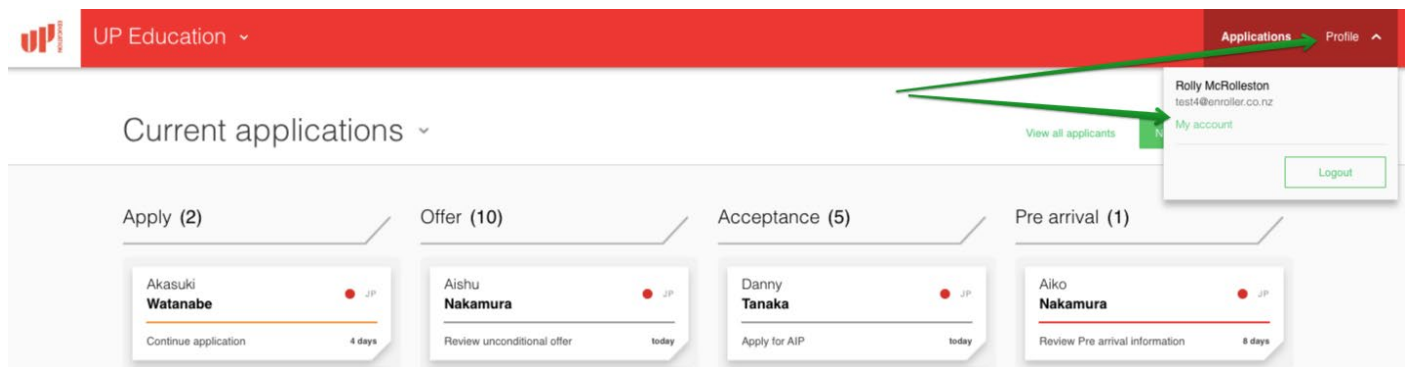 UP EDUCATION
UP Education
Applications Profile
Rolly McRolleston
test4@enroller.co.nz
My account
Logout
Current applications
View all applicants
N
Apply (2)
Offer (10)
Acceptance (5)
Pre arrival (1)
Akasuki
Watanabe
JP
Continue application 4 days
Aishu
Nakamura
JP
Review unconditional offer today
Danny
Tanaka
JP
Apply for AIP today
Aiko
Nakamura
JP
Review Pre arrival information 8 days